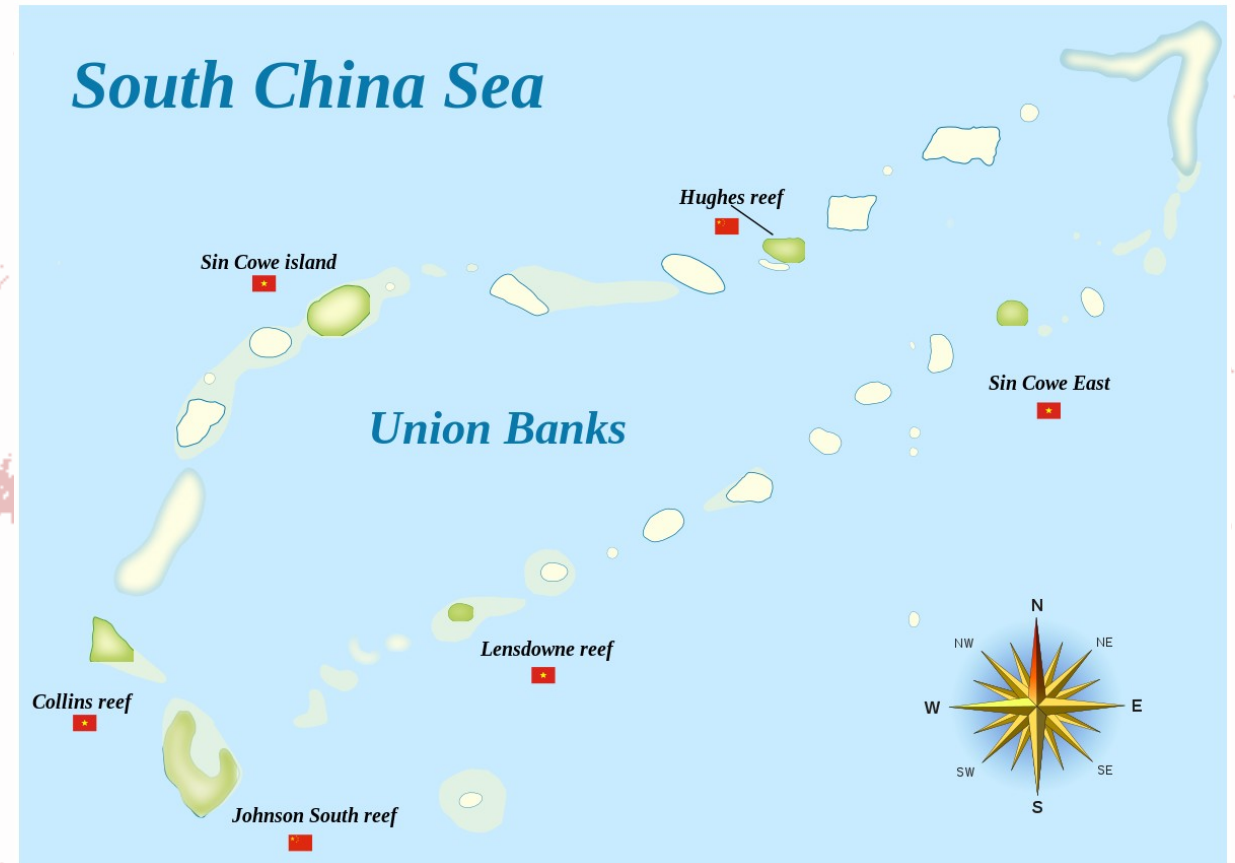 South China Sea
Hughes reef
Sin Cowe island
Sin Cowe East
Union Banks
N
NW
NE
Lensdowne reef
Collins reef
W
E
SW
SE
S
Johnson South reef